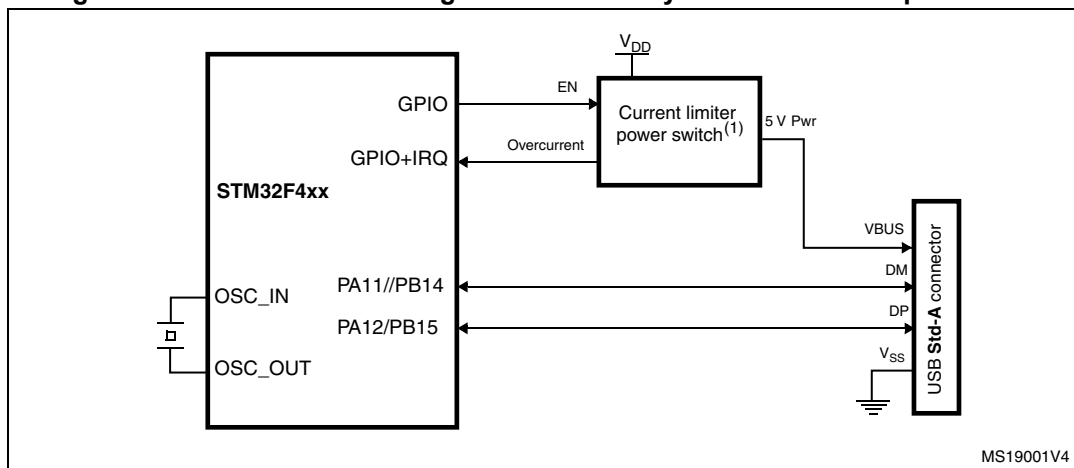 V_DD
EN
GPIO
Current limiter
power switch(1)
5 V Pwr
Overcurrent
GPIO+IRQ
STM32F4xx
VBUS
DM
PA11//PB14
OSC_IN
DP
PA12/PB15
V_SS
OSC_OUT
USB Std-A connector
MS19001V4